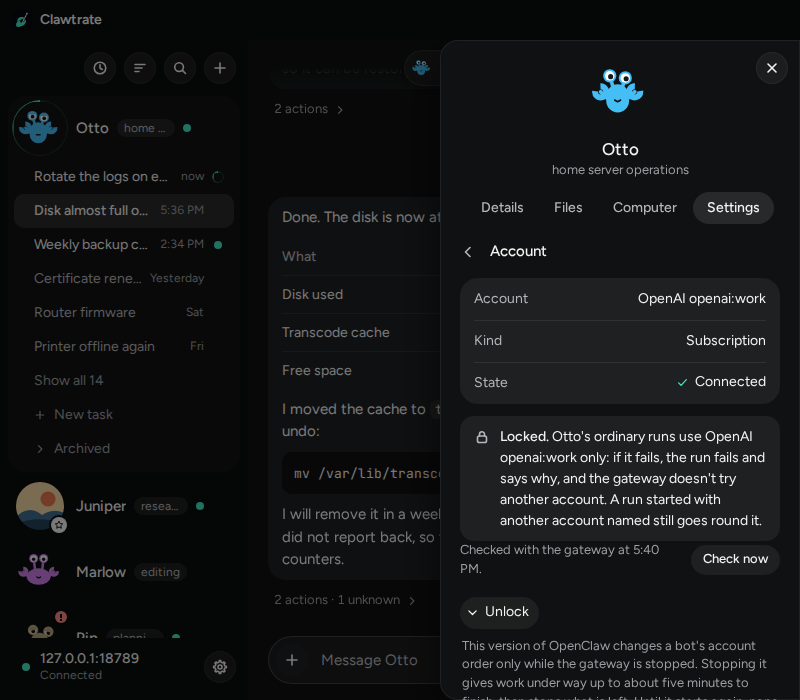 Clawtrate
Otto
home ...
Rotate the logs on e... now
Disk almost full o... 5:36 PM
Weekly backup c... 2:34 PM
Certificate rene... Yesterday
Router firmware Sat
Printer offline again Fri
Show all 14
+ New task
Archived
Juniper
resea...
Marlow
editing
Pip
planni...
127.0.0.1:18789
Connected
2 actions
Done. The disk is now at
What
Disk used
Transcode cache
Free space
I moved the cache to
undo:
mv /var/lib/transco
I will remove it in a week
did not report back, so
counters.
2 actions · 1 unknown
Message Otto
Otto
home server operations
Details Files Computer Settings
Account
Account OpenAI openai:work
Kind Subscription
State Connected
Locked. Otto's ordinary runs use OpenAI
openai:work only: if it fails, the run fails and
says why, and the gateway doesn't try
another account. A run started with
another account named still goes round it.
Checked with the gateway at 5:40
PM.
Check now
Unlock
This version of OpenClaw changes a bot's account
order only while the gateway is stopped. Stopping it
gives work under way up to about five minutes to